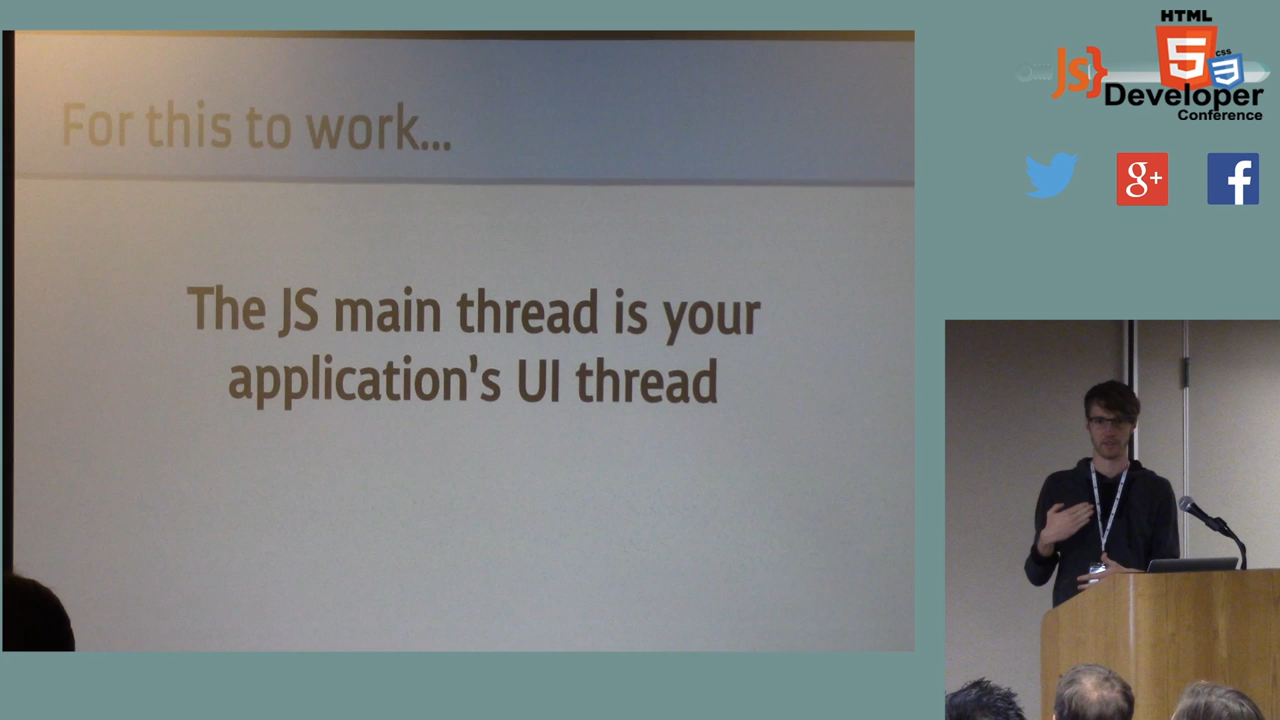 For this to work...
The JS main thread is your
application's UI thread
HTML
JS}
5
css
3
Developer
Conference
g+
f